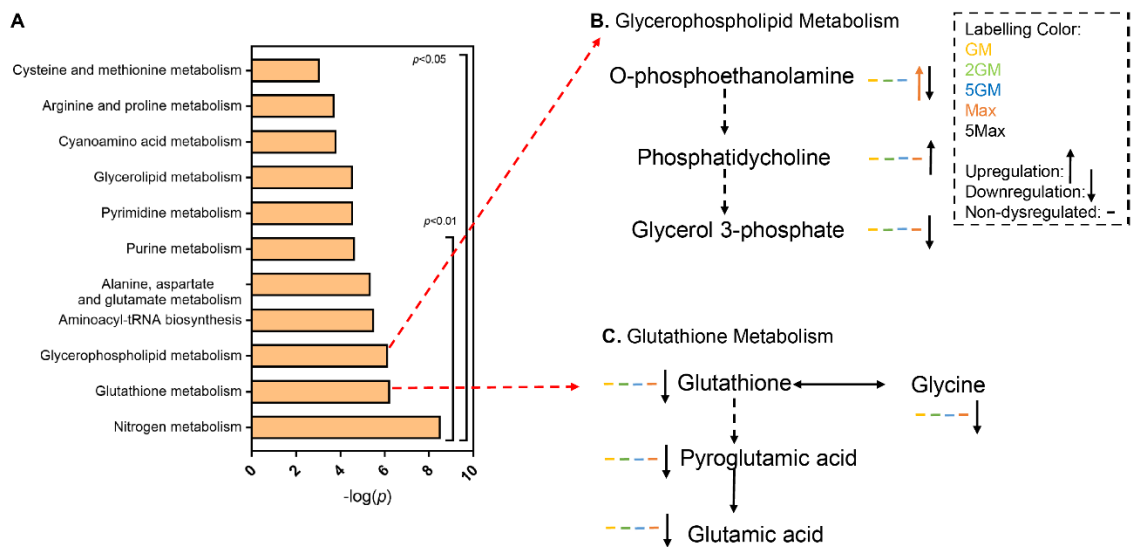 A
Cysteine and methionine metabolism
Arginine and proline metabolism
Cyanoamino acid metabolism
Glycerolipid metabolism
Pyrimidine metabolism
Purine metabolism
Alanine, aspartate
and glutamate metabolism
Aminoacyl-tRNA biosynthesis
Glycerophospholipid metabolism
Glutathione metabolism
Nitrogen metabolism
p<0.05
p<0.01
0 2 4 6 8 10
-log(p)
B. Glycerophospholipid Metabolism
O-phosphoethanolamine
Phosphatidycholine
Glycerol 3-phosphate
Labelling Color:
GM
2GM
5GM
Max
5Max
Upregulation:
Downregulation:
Non-dysregulated: –
C. Glutathione Metabolism
Glutathione
Glycine
Pyroglutamic acid
Glutamic acid